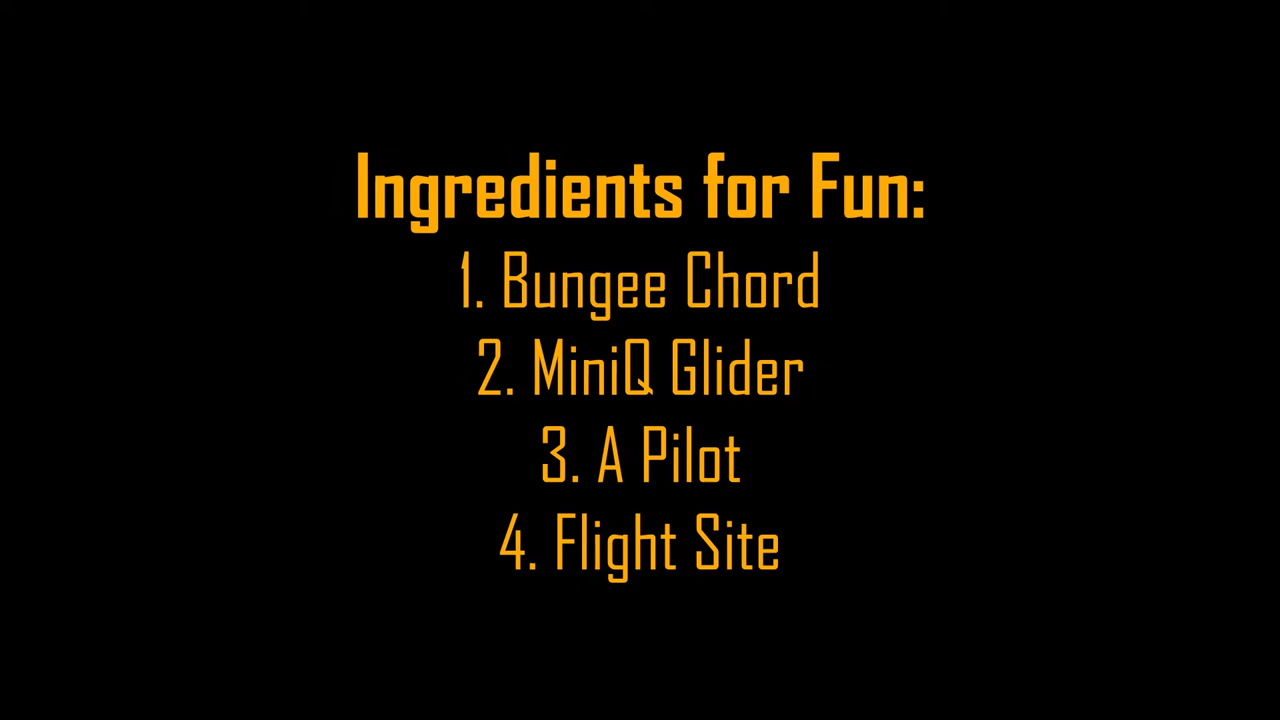 Ingredients for Fun:
1. Bungee Chord
2. MiniQ Glider
3. A Pilot
4. Flight Site